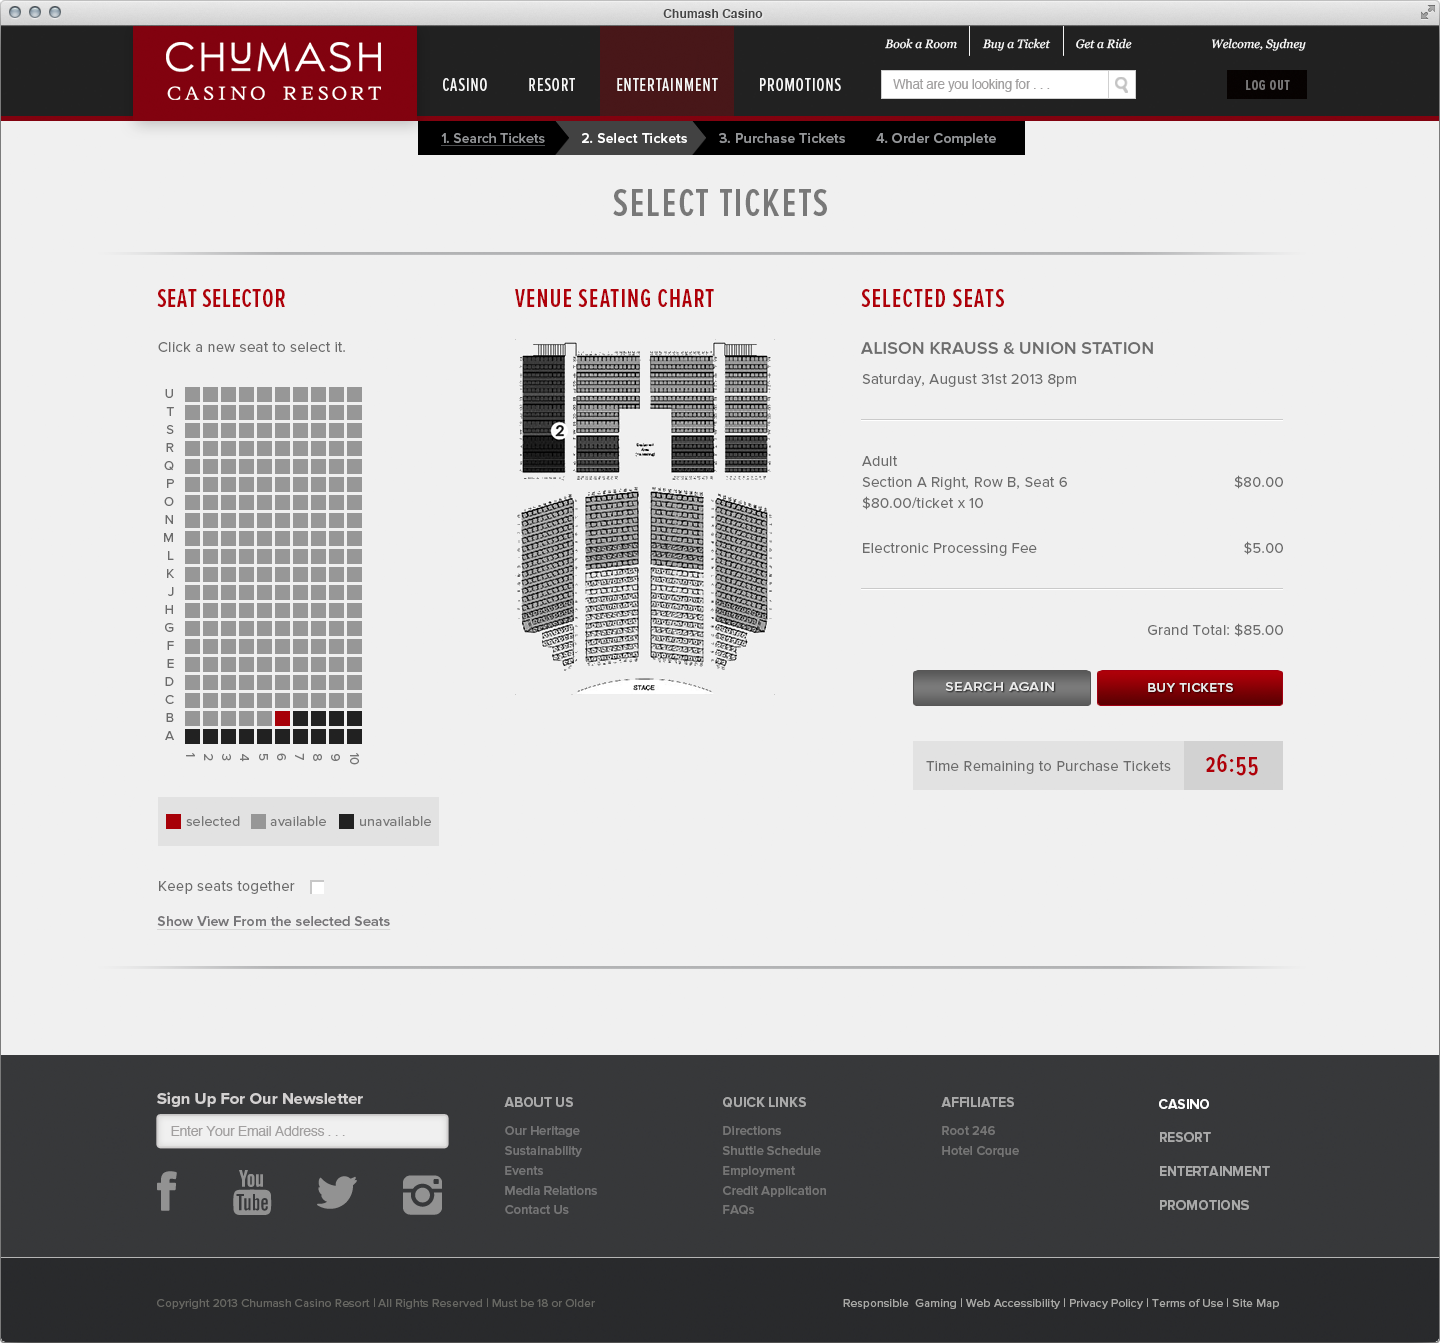 Chumash Casino
CHUMASH
CASINO RESORT
CASINO
RESORT
ENTERTAINMENT
PROMOTIONS
Book a Room
Buy a Ticket
Get a Ride
Welcome, Sydney
What are you looking for . . .
LOG OUT
1. Search Tickets
2. Select Tickets
3. Purchase Tickets
4. Order Complete
SELECT TICKETS
SEAT SELECTOR
Click a new seat to select it.
U
T
S
R
Q
P
O
N
M
L
K
J
H
G
F
E
D
C
B
A
1 2 3 4 5 6 7 8 9 10
selected
available
unavailable
Keep seats together
Show View From the selected Seats
VENUE SEATING CHART
2
STAGE
SELECTED SEATS
ALISON KRAUSS & UNION STATION
Saturday, August 31st 2013 8pm
Adult
Section A Right, Row B, Seat 6 $80.00
$80.00/ticket x 10
Electronic Processing Fee $5.00
Grand Total: $85.00
SEARCH AGAIN
BUY TICKETS
Time Remaining to Purchase Tickets 26:55
Sign Up For Our Newsletter
Enter Your Email Address . . .
You
Tube
ABOUT US
Our Heritage
Sustainability
Events
Media Relations
Contact Us
QUICK LINKS
Directions
Shuttle Schedule
Employment
Credit Application
FAQs
AFFILIATES
Root 246
Hotel Corque
CASINO
RESORT
ENTERTAINMENT
PROMOTIONS
Copyright 2013 Chumash Casino Resort | All Rights Reserved | Must be 18 or Older
Responsible Gaming | Web Accessibility | Privacy Policy | Terms of Use | Site Map